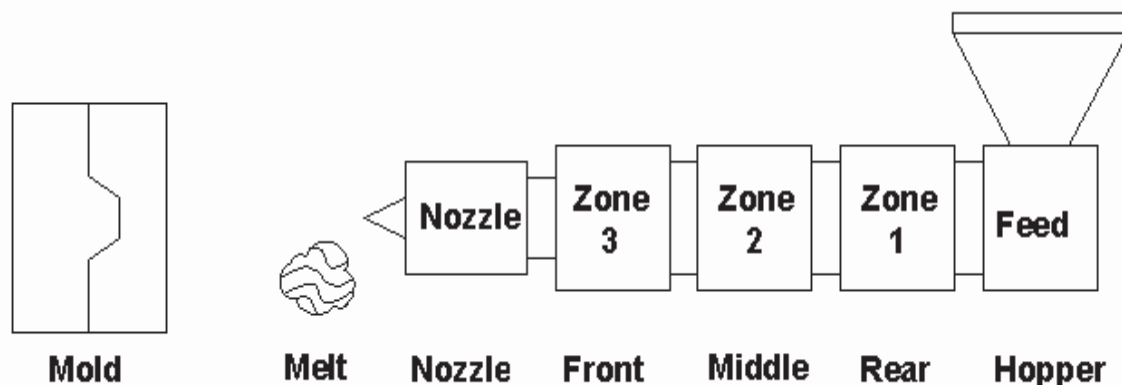 Nozzle
Zone
3
Zone
2
Zone
1
Feed
Mold
Melt
Nozzle
Front
Middle
Rear
Hopper